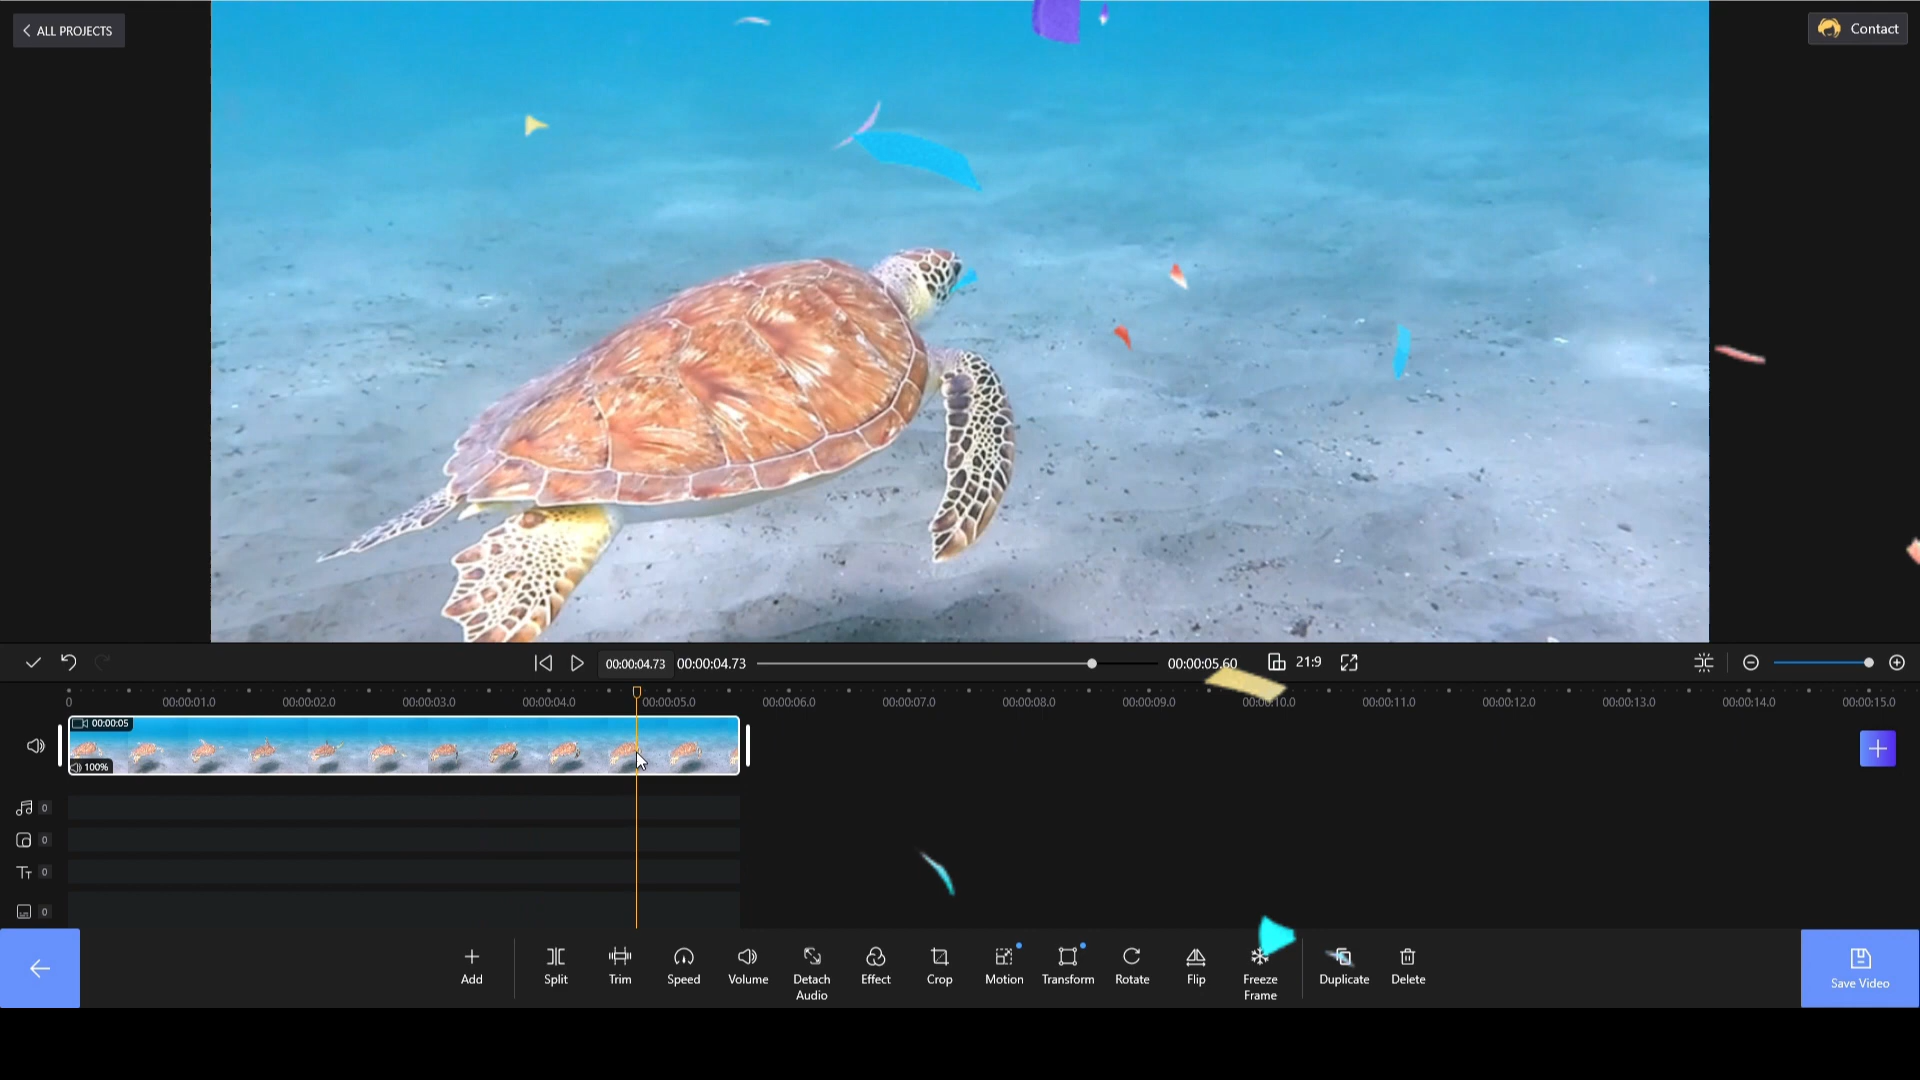 ALL PROJECTS
Contact
00:00:04.73
00:00:04.73
00:00:05.60
21:9
0
00:00:01.0
00:00:02.0
00:00:03.0
00:00:04.0
00:00:05.0
00:00:06.0
00:00:07.0
00:00:08.0
00:00:09.0
00:00:10.0
00:00:11.0
00:00:12.0
00:00:13.0
00:00:14.0
00:00:15.0
00:00:05
100%
0
0
0
0
Add
Split
Trim
Speed
Volume
Detach
Audio
Effect
Crop
Motion
Transform
Rotate
Flip
Freeze
Frame
Duplicate
Delete
Save Video